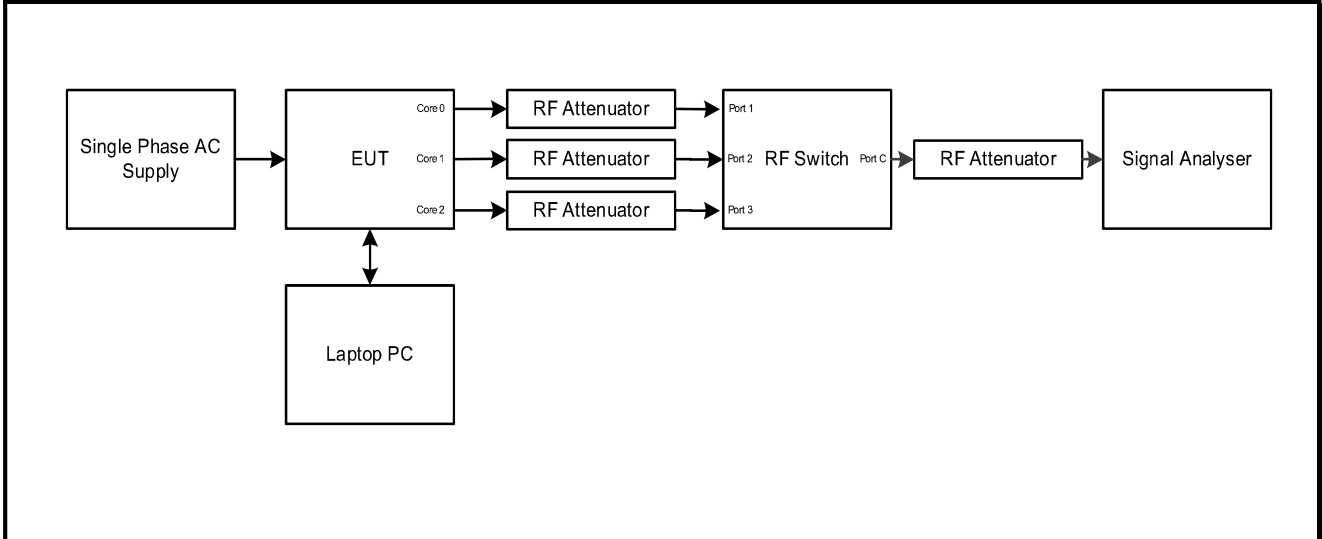 Single Phase AC
Supply
EUT
Core 0
Core 1
Core 2
RF Attenuator
RF Attenuator
RF Attenuator
Port 1
Port 2
Port 3
RF Switch
Port C
RF Attenuator
Signal Analyser
Laptop PC